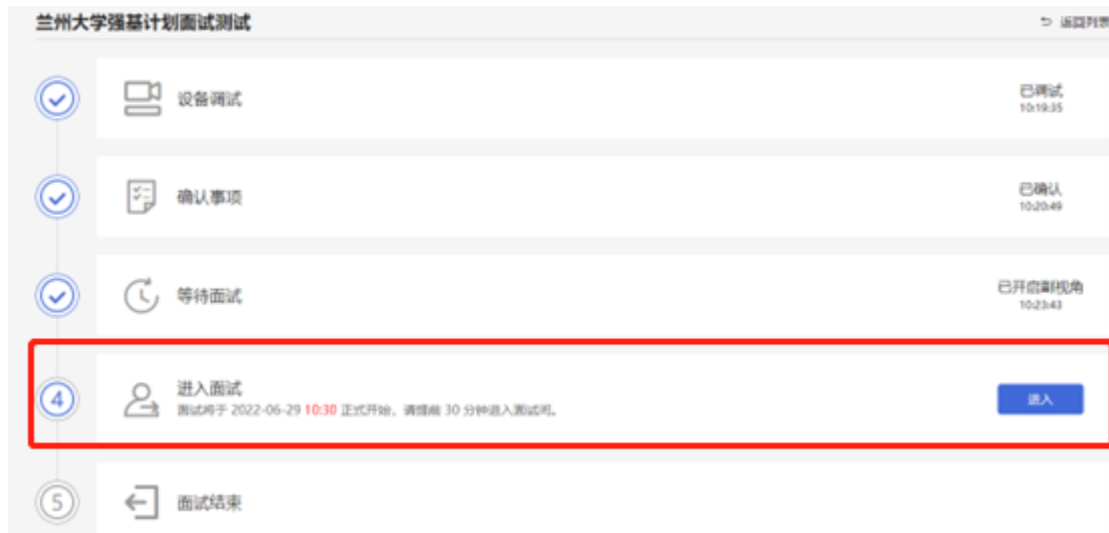 兰州大学强基计划面试测试
返回列表
设备调试
已调试
10:19:35
确认事项
已确认
10:20:49
等待面试
已开启副视角
10:23:43
4
进入面试
面试将于 2022-06-29 10:30 正式开始，请提前 30 分钟进入面试间。
进入
5
面试结束